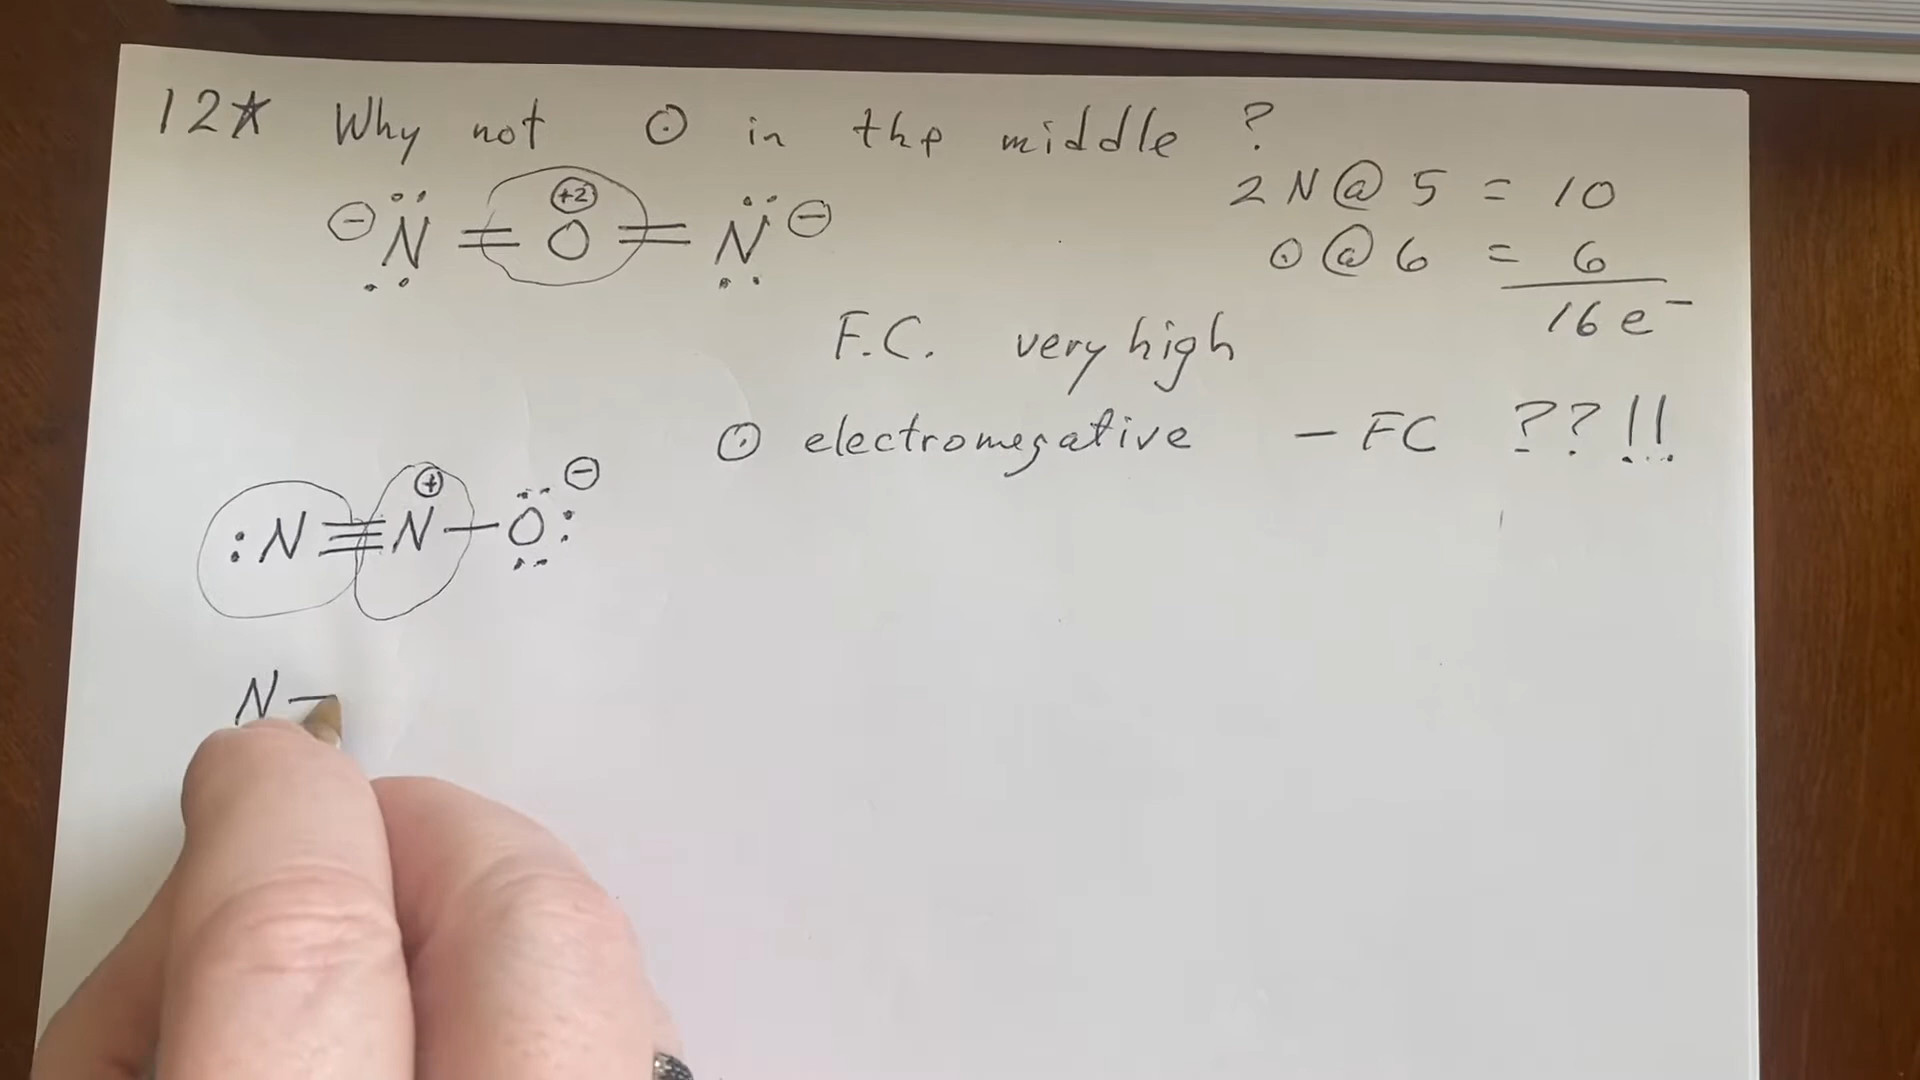 12★ Why not O in the middle ?
2 N @ 5 = 10
⊖ N = O = N ⊖
+2
O @ 6 = 6
16 e⁻
F.C. very high
O electronegative – FC ??!!
:N≡N–O: ⊖
+
N –